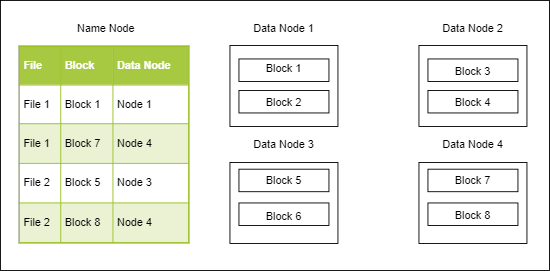 Name Node
File Block Data Node
File 1 Block 1 Node 1
File 1 Block 7 Node 4
File 2 Block 5 Node 3
File 2 Block 8 Node 4
Data Node 1
Block 1
Block 2
Data Node 2
Block 3
Block 4
Data Node 3
Block 5
Block 6
Data Node 4
Block 7
Block 8